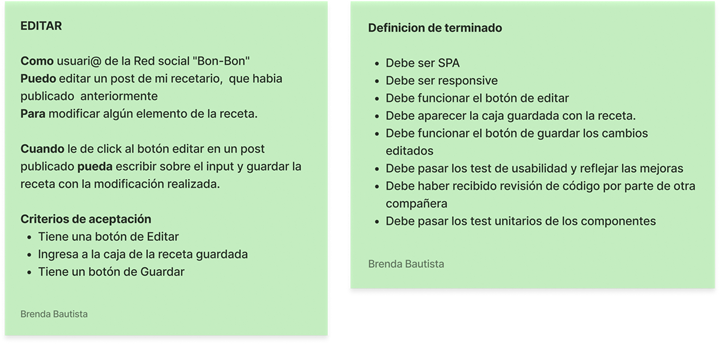 EDITAR
Como usuari@ de la Red social "Bon-Bon"
Puedo editar un post de mi recetario, que habia
publicado anteriormente
Para modificar algún elemento de la receta.
Cuando le de click al botón editar en un post
publicado pueda escribir sobre el input y guardar la
receta con la modificación realizada.
Criterios de aceptación
• Tiene una botón de Editar
• Ingresa a la caja de la receta guardada
• Tiene un botón de Guardar
Brenda Bautista
Definicion de terminado
• Debe ser SPA
• Debe ser responsive
• Debe funcionar el botón de editar
• Debe aparecer la caja guardada con la receta.
• Debe funcionar el botón de guardar los cambios
editados
• Debe pasar los test de usabilidad y reflejar las mejoras
• Debe haber recibido revisión de código por parte de otra
compañera
• Debe pasar los test unitarios de los componentes
Brenda Bautista